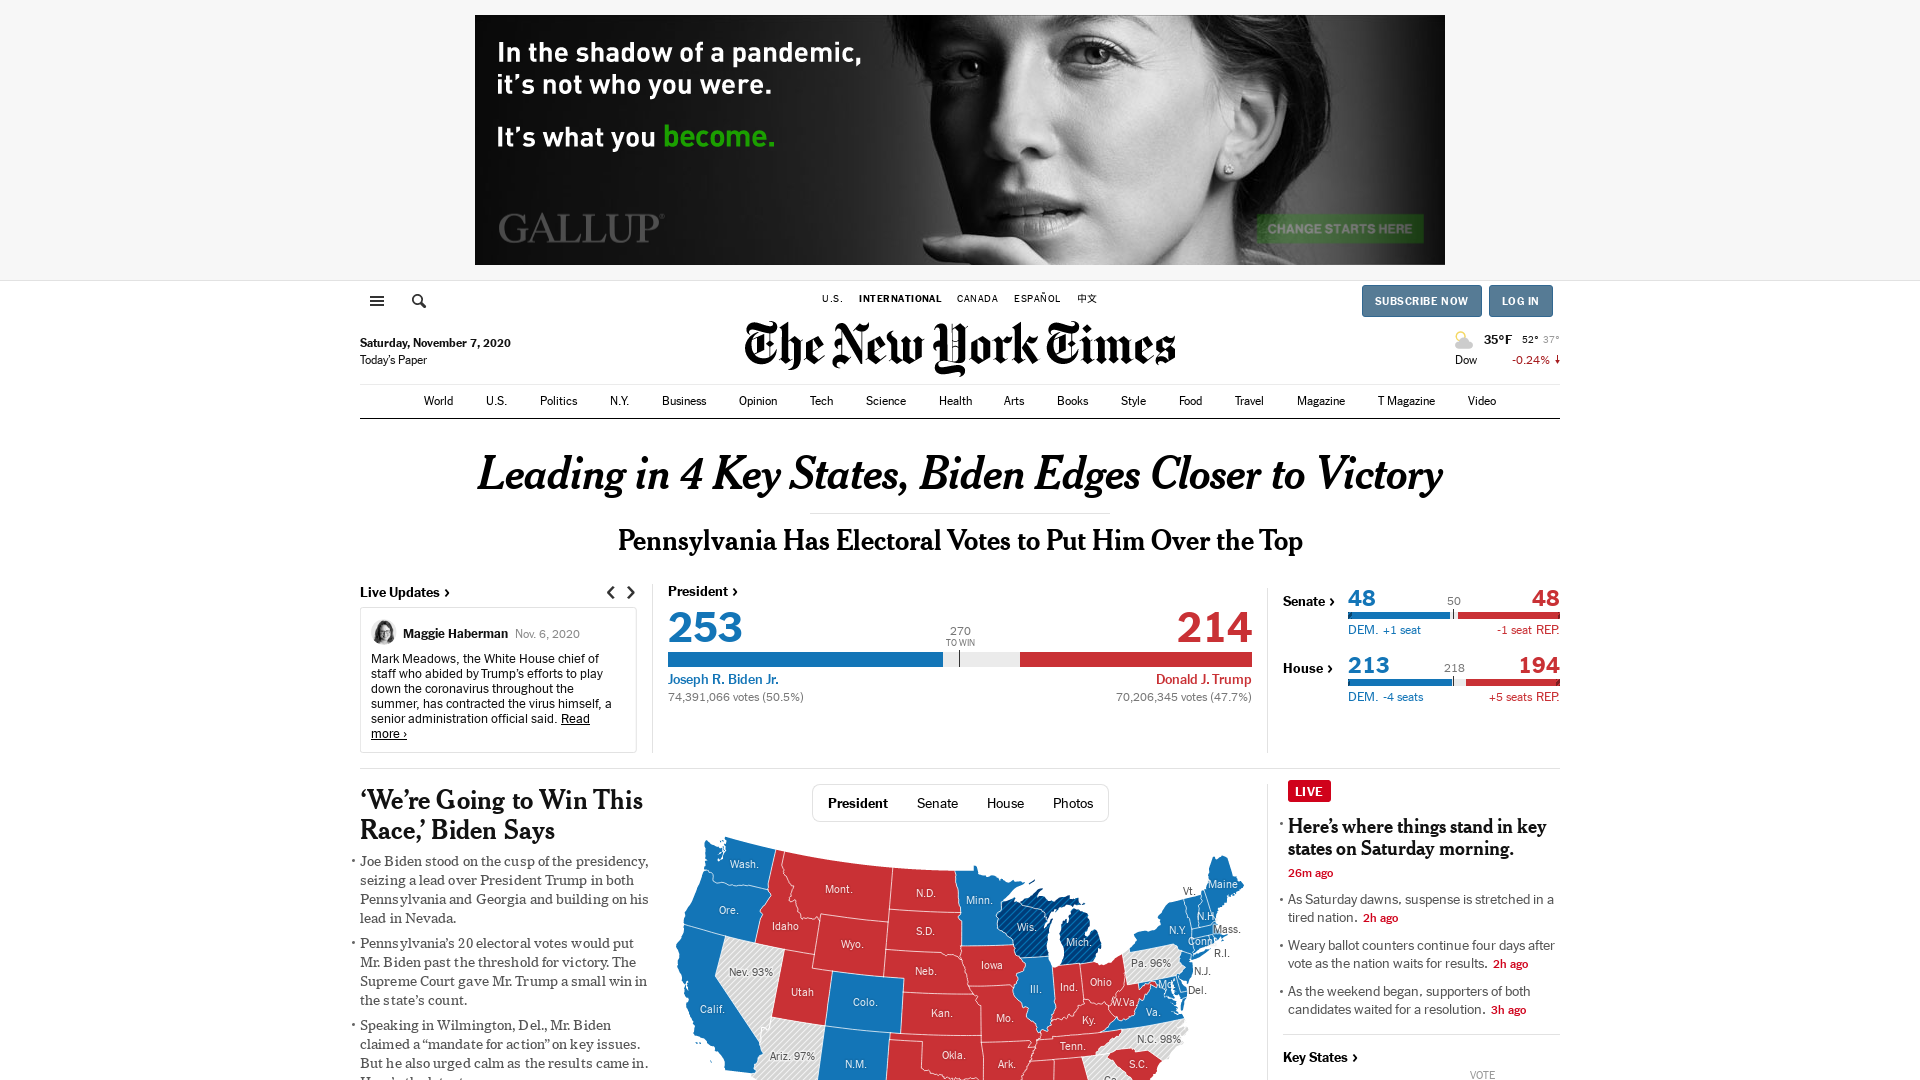 In the shadow of a pandemic,
it's not who you were.
It's what you become.
GALLUP®
CHANGE STARTS HERE
U.S. INTERNATIONAL CANADA ESPAÑOL 中文
SUBSCRIBE NOW LOG IN
The New York Times
Saturday, November 7, 2020
Today's Paper
35°F 52° 37°
Dow -0.24%
World U.S. Politics N.Y. Business Opinion Tech Science Health Arts Books Style Food Travel Magazine T Magazine Video
Leading in 4 Key States, Biden Edges Closer to Victory
Pennsylvania Has Electoral Votes to Put Him Over the Top
Live Updates ›
Maggie Haberman Nov. 6, 2020
Mark Meadows, the White House chief of
staff who abided by Trump's efforts to play
down the coronavirus throughout the
summer, has contracted the virus himself, a
senior administration official said. Read
more ›
President ›
253 270 TO WIN 214
Joseph R. Biden Jr. Donald J. Trump
74,391,066 votes (50.5%) 70,206,345 votes (47.7%)
Senate › 48 50 48
DEM. +1 seat -1 seat REP.
House › 213 218 194
DEM. -4 seats +5 seats REP.
‘We’re Going to Win This
Race,’ Biden Says
• Joe Biden stood on the cusp of the presidency,
seizing a lead over President Trump in both
Pennsylvania and Georgia and building on his
lead in Nevada.
• Pennsylvania’s 20 electoral votes would put
Mr. Biden past the threshold for victory. The
Supreme Court gave Mr. Trump a small win in
the state’s count.
• Speaking in Wilmington, Del., Mr. Biden
claimed a “mandate for action” on key issues.
But he also urged calm as the results came in.
President Senate House Photos
Wash.
Mont.
N.D.
Minn.
Vt.
Maine
Ore.
Idaho
Wyo.
S.D.
Wis.
Mich.
N.Y.
N.H.
Mass.
Conn.
R.I.
Nev. 93%
Utah
Neb.
Iowa
Ill.
Ind.
Ohio
Pa. 96%
N.J.
Md.
Del.
Calif.
Colo.
Kan.
Mo.
Ky.
W.Va.
Va.
Ariz. 97%
N.M.
Okla.
Ark.
Tenn.
N.C. 98%
S.C.
LIVE
• Here’s where things stand in key
states on Saturday morning.
26m ago
• As Saturday dawns, suspense is stretched in a
tired nation. 2h ago
• Weary ballot counters continue four days after
vote as the nation waits for results. 2h ago
• As the weekend began, supporters of both
candidates waited for a resolution. 3h ago
Key States ›
VOTE